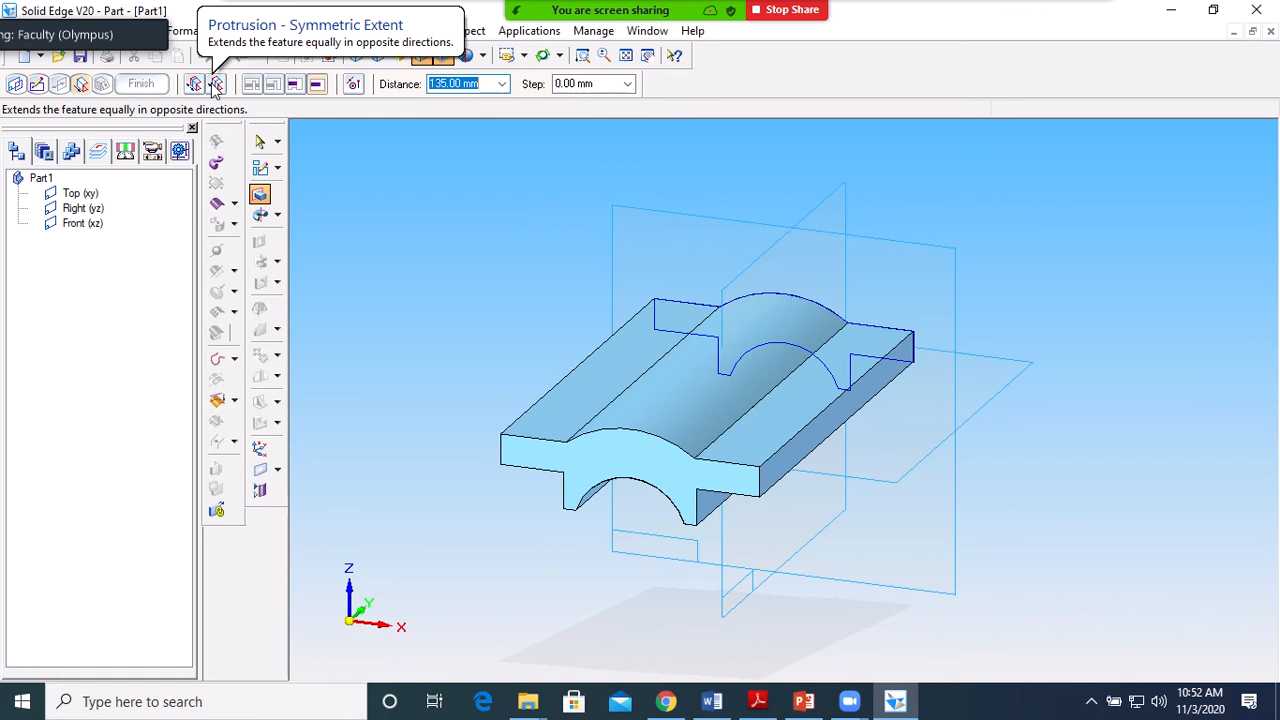 Solid Edge V20 - Part - [Part1]
You are screen sharing
Stop Share
ng: Faculty (Olympus)
Forma
Protrusion - Symmetric Extent
Extends the feature equally in opposite directions.
ect
Applications
Manage
Window
Help
Finish
Distance:
135.00 mm
Step:
0.00 mm
Extends the feature equally in opposite directions.
Part1
Top (xy)
Right (yz)
Front (xz)
Z
Y
X
Type here to search
10:52 AM
11/3/2020